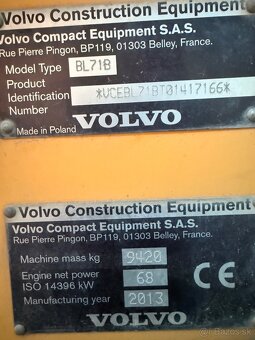 Volvo Construction Equipment
Volvo Compact Equipment S.A.S.
Rue Pierre Pingon, BP119, 01303 Belley, France.
Model Type BL71B
Product
Identification *VCEBL71BT01417166*
Number
Made in Poland VOLVO
Volvo Construction Equipment
Volvo Compact Equipment S.A.S.
Rue Pierre Pingon, BP119, 01303 Belley, France.
Machine mass kg 9420
Engine net power
ISO 14396 kW 68
CE
Manufacturing year 2013
VOLVO
bazos.sk